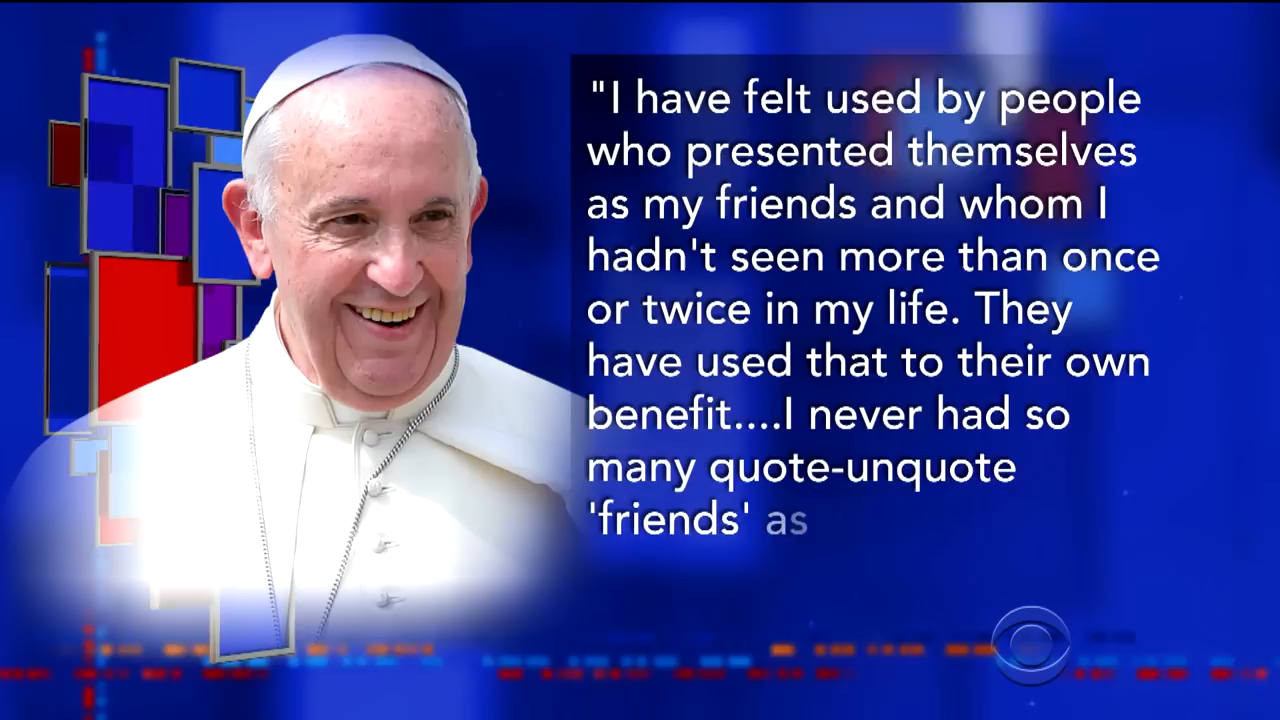 "I have felt used by people
who presented themselves
as my friends and whom I
hadn't seen more than once
or twice in my life. They
have used that to their own
benefit....I never had so
many quote-unquote
'friends' as